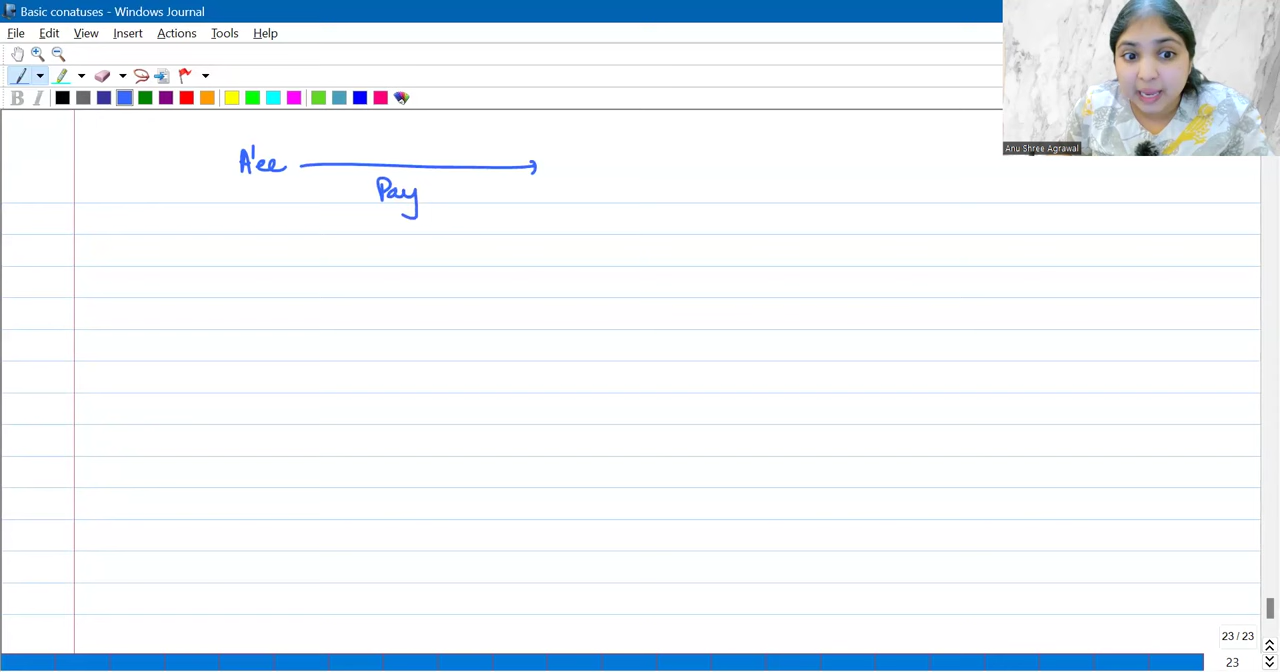 Basic conatuses - Windows Journal
File Edit View Insert Actions Tools Help
B I
Anu Shree Agrawal
A'ee
Pay
23 / 23
23